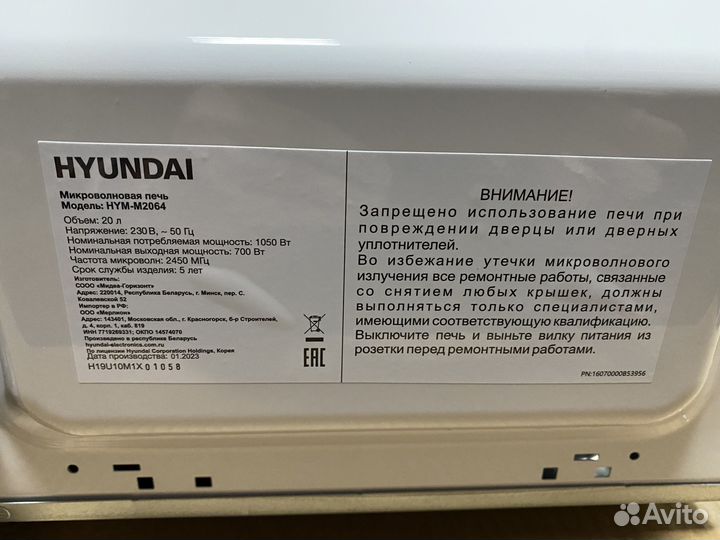 HYUNDAI
Микроволновая печь
Модель: HYM-M2064
Объем: 20 л
Напряжение: 230 В, ~ 50 Гц
Номинальная потребляемая мощность: 1050 Вт
Номинальная выходная мощность: 700 Вт
Частота микроволн: 2450 МГц
Срок службы изделия: 5 лет
Изготовитель:
СООО «Мидеа-Горизонт»
Адрес: 220014, Республика Беларусь, г. Минск, пер. С.
Ковалевской 52
Импортер в РФ:
ООО «Мерлион»
Адрес: 143401, Московская обл., г. Красногорск, б-р Строителей,
д. 4, корп. 1, каб. 819
ИНН 7719269331; ОКПО 14574070
Произведено в республике Беларусь
hyundai-electronics.com.ru
По лицензии Hyundai Corporation Holdings, Корея
Дата производства: 01.2023
H19U10M1X 01058
EAC
ВНИМАНИЕ!
Запрещено использование печи при
повреждении дверцы или дверных
уплотнителей.
Во избежание утечки микроволнового
излучения все ремонтные работы, связанные
со снятием любых крышек, должны
выполняться только специалистами,
имеющими соответствующую квалификацию.
Выключите печь и выньте вилку питания из
розетки перед ремонтными работами.
PN:16070000853956
Avito